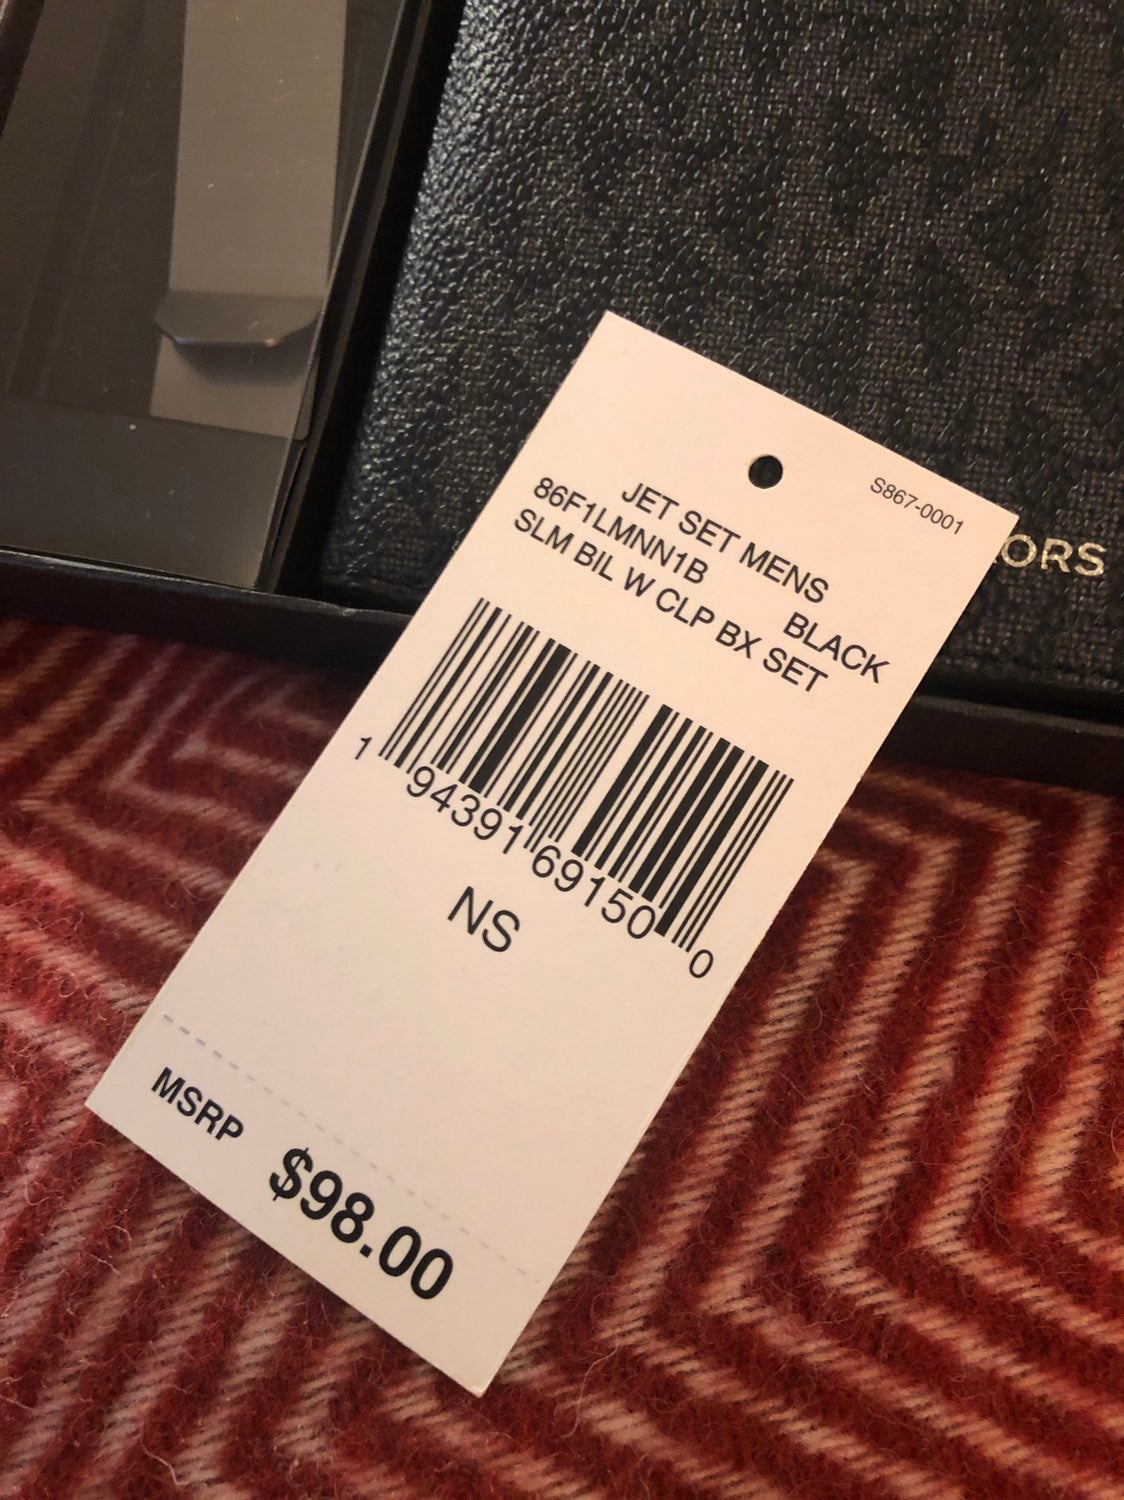 S867-0001
JET SET MENS
86F1LMNN1B BLACK
SLM BIL W CLP BX SET
1 94391 69150 0
NS
MSRP $98.00
ORS